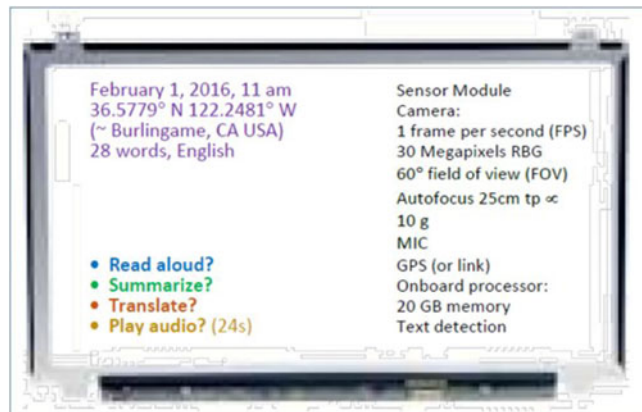 February 1, 2016, 11 am
36.5779° N 122.2481° W
(~ Burlingame, CA USA)
28 words, English
• Read aloud?
• Summarize?
• Translate?
• Play audio? (24s)
Sensor Module
Camera:
1 frame per second (FPS)
30 Megapixels RBG
60° field of view (FOV)
Autofocus 25cm tp ∝
10 g
MIC
GPS (or link)
Onboard processor:
20 GB memory
Text detection